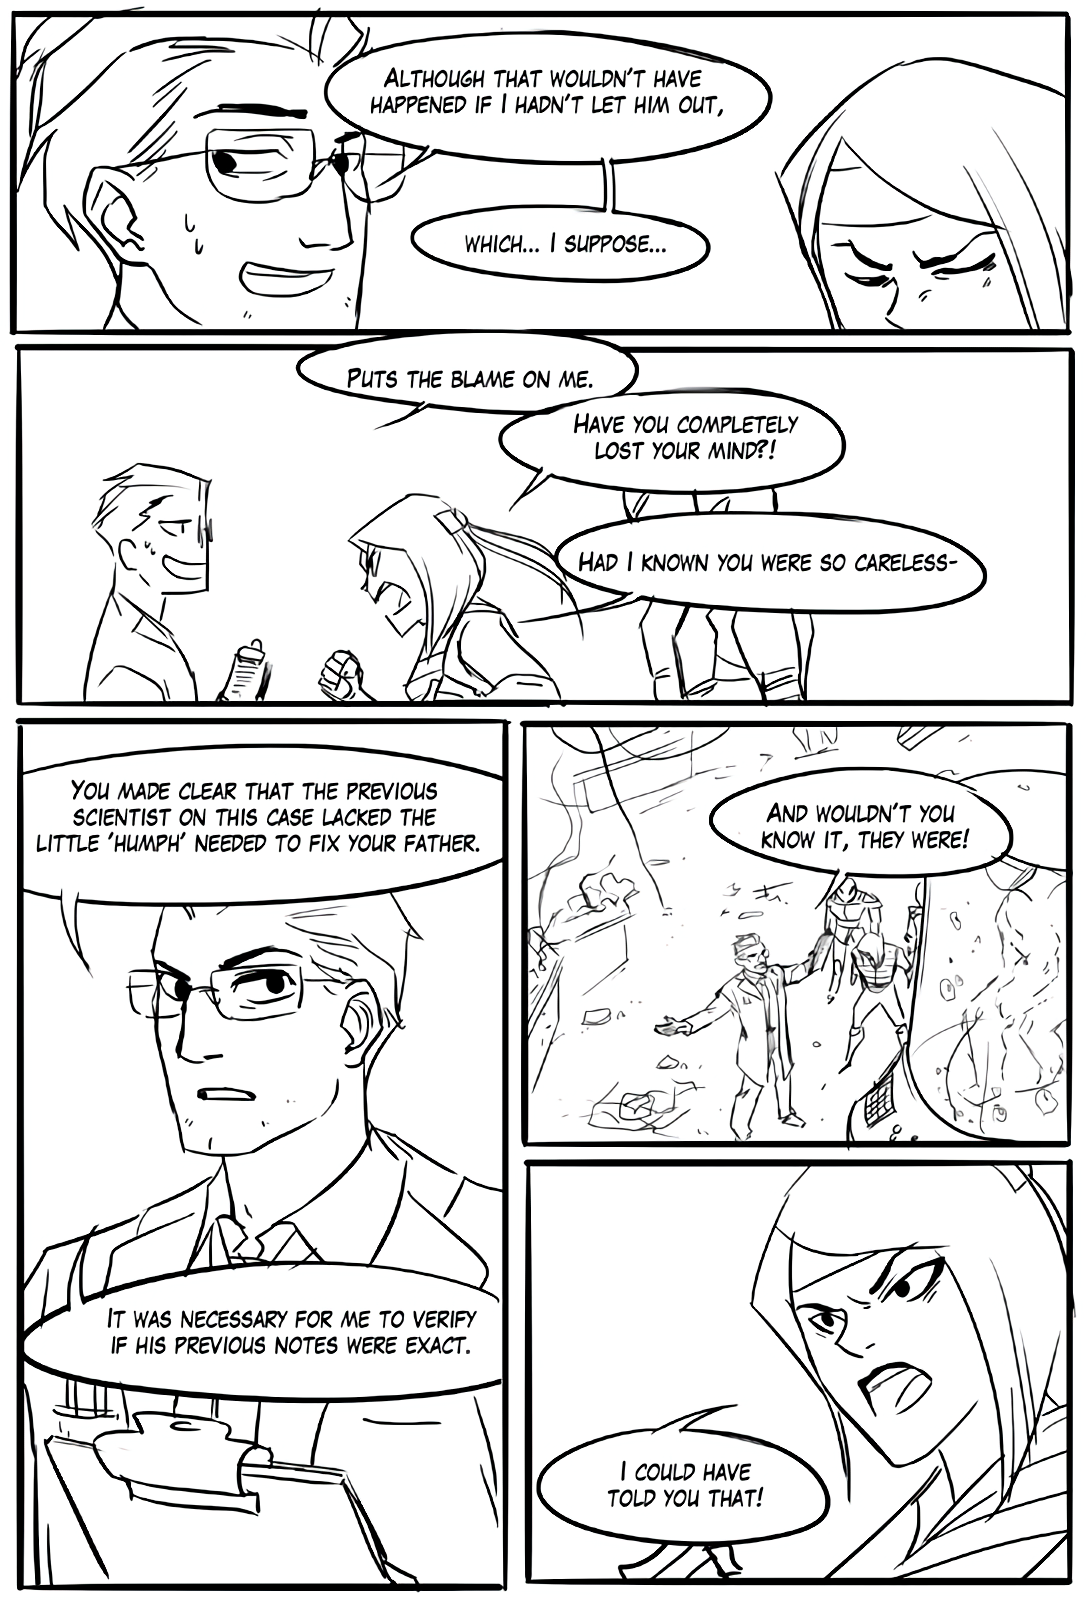 Although that wouldn't have
happened if I hadn't let him out,
which... I suppose...
Puts the blame on me.
Have you completely
lost your mind?!
Had I known you were so careless-
You made clear that the previous
scientist on this case lacked the
little 'humph' needed to fix your father.
It was necessary for me to verify
if his previous notes were exact.
And wouldn't you
know it, they were!
I could have
told you that!